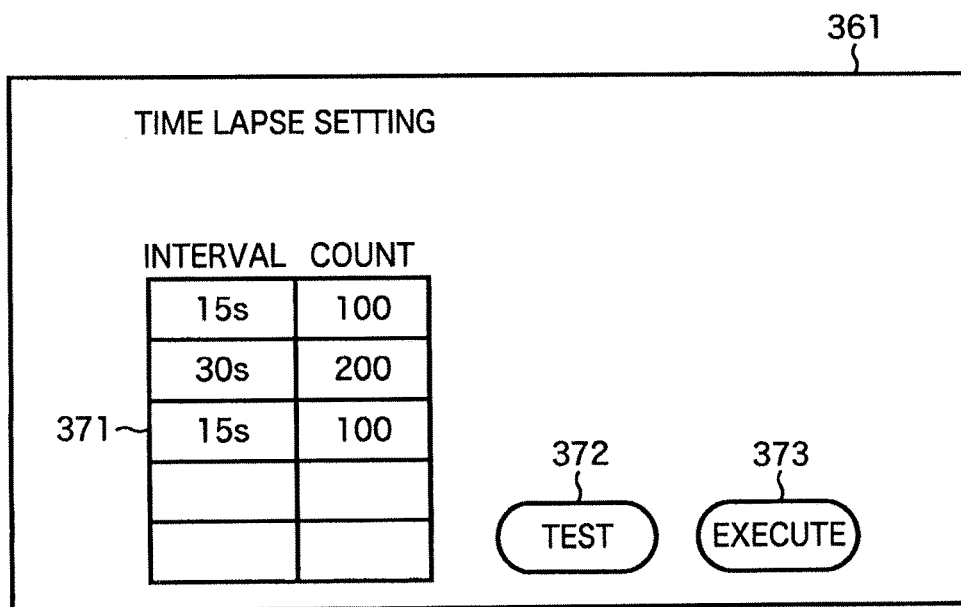 361
TIME LAPSE SETTING
INTERVAL COUNT
15s 100
30s 200
371 15s 100
372 373
TEST EXECUTE